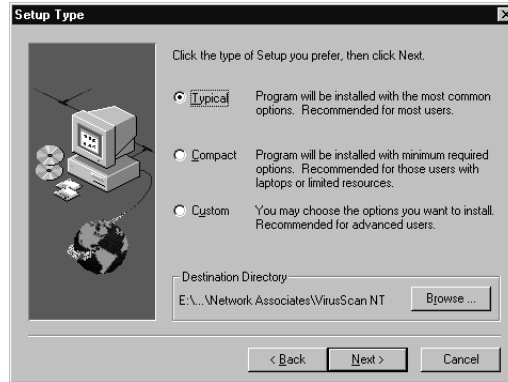 Setup Type
Click the type of Setup you prefer, then click Next.
Typical
Program will be installed with the most common
options. Recommended for most users.
Compact
Program will be installed with minimum required
options. Recommended for those users with
laptops or limited resources.
Custom
You may choose the options you want to install.
Recommended for advanced users.
Destination Directory
E:\...\Network Associates\VirusScan NT
Browse ...
< Back
Next >
Cancel